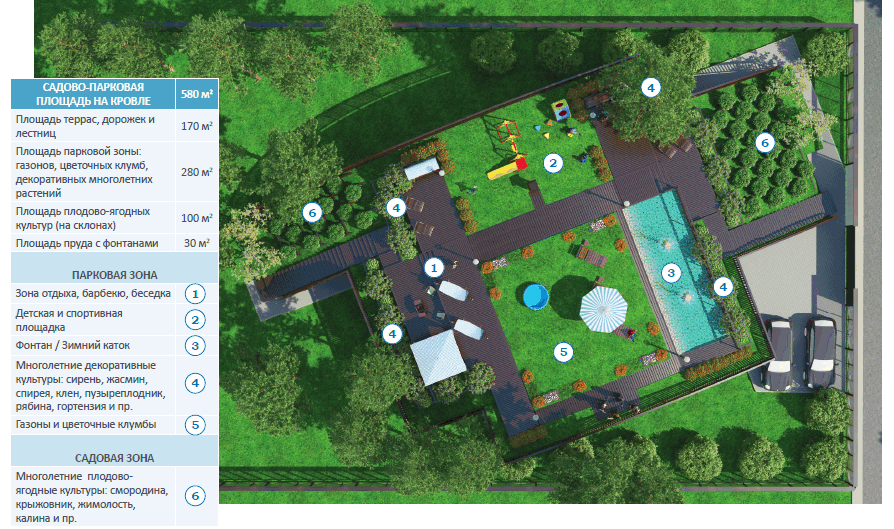 САДОВО-ПАРКОВАЯ
ПЛОЩАДЬ НА КРОВЛЕ 580 м²
Площадь террас, дорожек и
лестниц 170 м²
Площадь парковой зоны:
газонов, цветочных клумб,
декоративных многолетних
растений 280 м²
Площадь плодово-ягодных
культур (на склонах) 100 м²
Площадь пруда с фонтанами 30 м²
ПАРКОВАЯ ЗОНА
Зона отдыха, барбекю, беседка 1
Детская и спортивная
площадка 2
Фонтан / Зимний каток 3
Многолетние декоративные
культуры: сирень, жасмин,
спирея, клен, пузыреплодник,
рябина, гортензия и пр. 4
Газоны и цветочные клумбы 5
САДОВАЯ ЗОНА
Многолетние плодово-
ягодные культуры: смородина,
крыжовник, жимолость,
калина и пр. 6
4
6
2
6
4
1
3
4
4
5